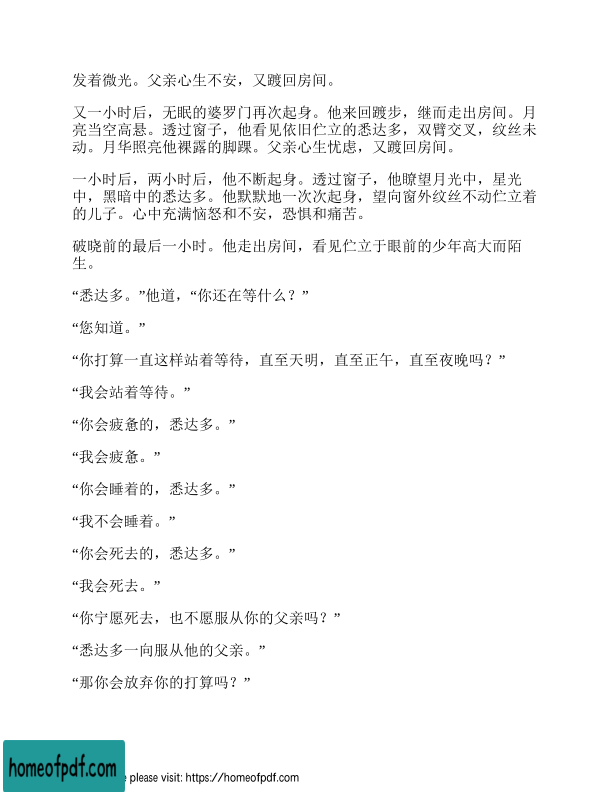 发着微光。父亲心生不安，又踱回房间。
又一小时后，无眠的婆罗门再次起身。他来回踱步，继而走出房间。月
亮当空高悬。透过窗子，他看见依旧伫立的悉达多，双臂交叉，纹丝未
动。月华照亮他裸露的脚踝。父亲心生忧虑，又踱回房间。
一小时后，两小时后，他不断起身。透过窗子，他瞭望月光中，星光
中，黑暗中的悉达多。他默默地一次次起身，望向窗外纹丝不动伫立着
的儿子。心中充满恼怒和不安，恐惧和痛苦。
破晓前的最后一小时。他走出房间，看见伫立于眼前的少年高大而陌
生。
“悉达多。”他道，“你还在等什么？”
“您知道。”
“你打算一直这样站着等待，直至天明，直至正午，直至夜晚吗？”
“我会站着等待。”
“你会疲惫的，悉达多。”
“我会疲惫。”
“你会睡着的，悉达多。”
“我不会睡着。”
“你会死去的，悉达多。”
“我会死去。”
“你宁愿死去，也不愿服从你的父亲吗？”
“悉达多一向服从他的父亲。”
“那你会放弃你的打算吗？”
homeofpdf.com
e please visit: https://homeofpdf.com